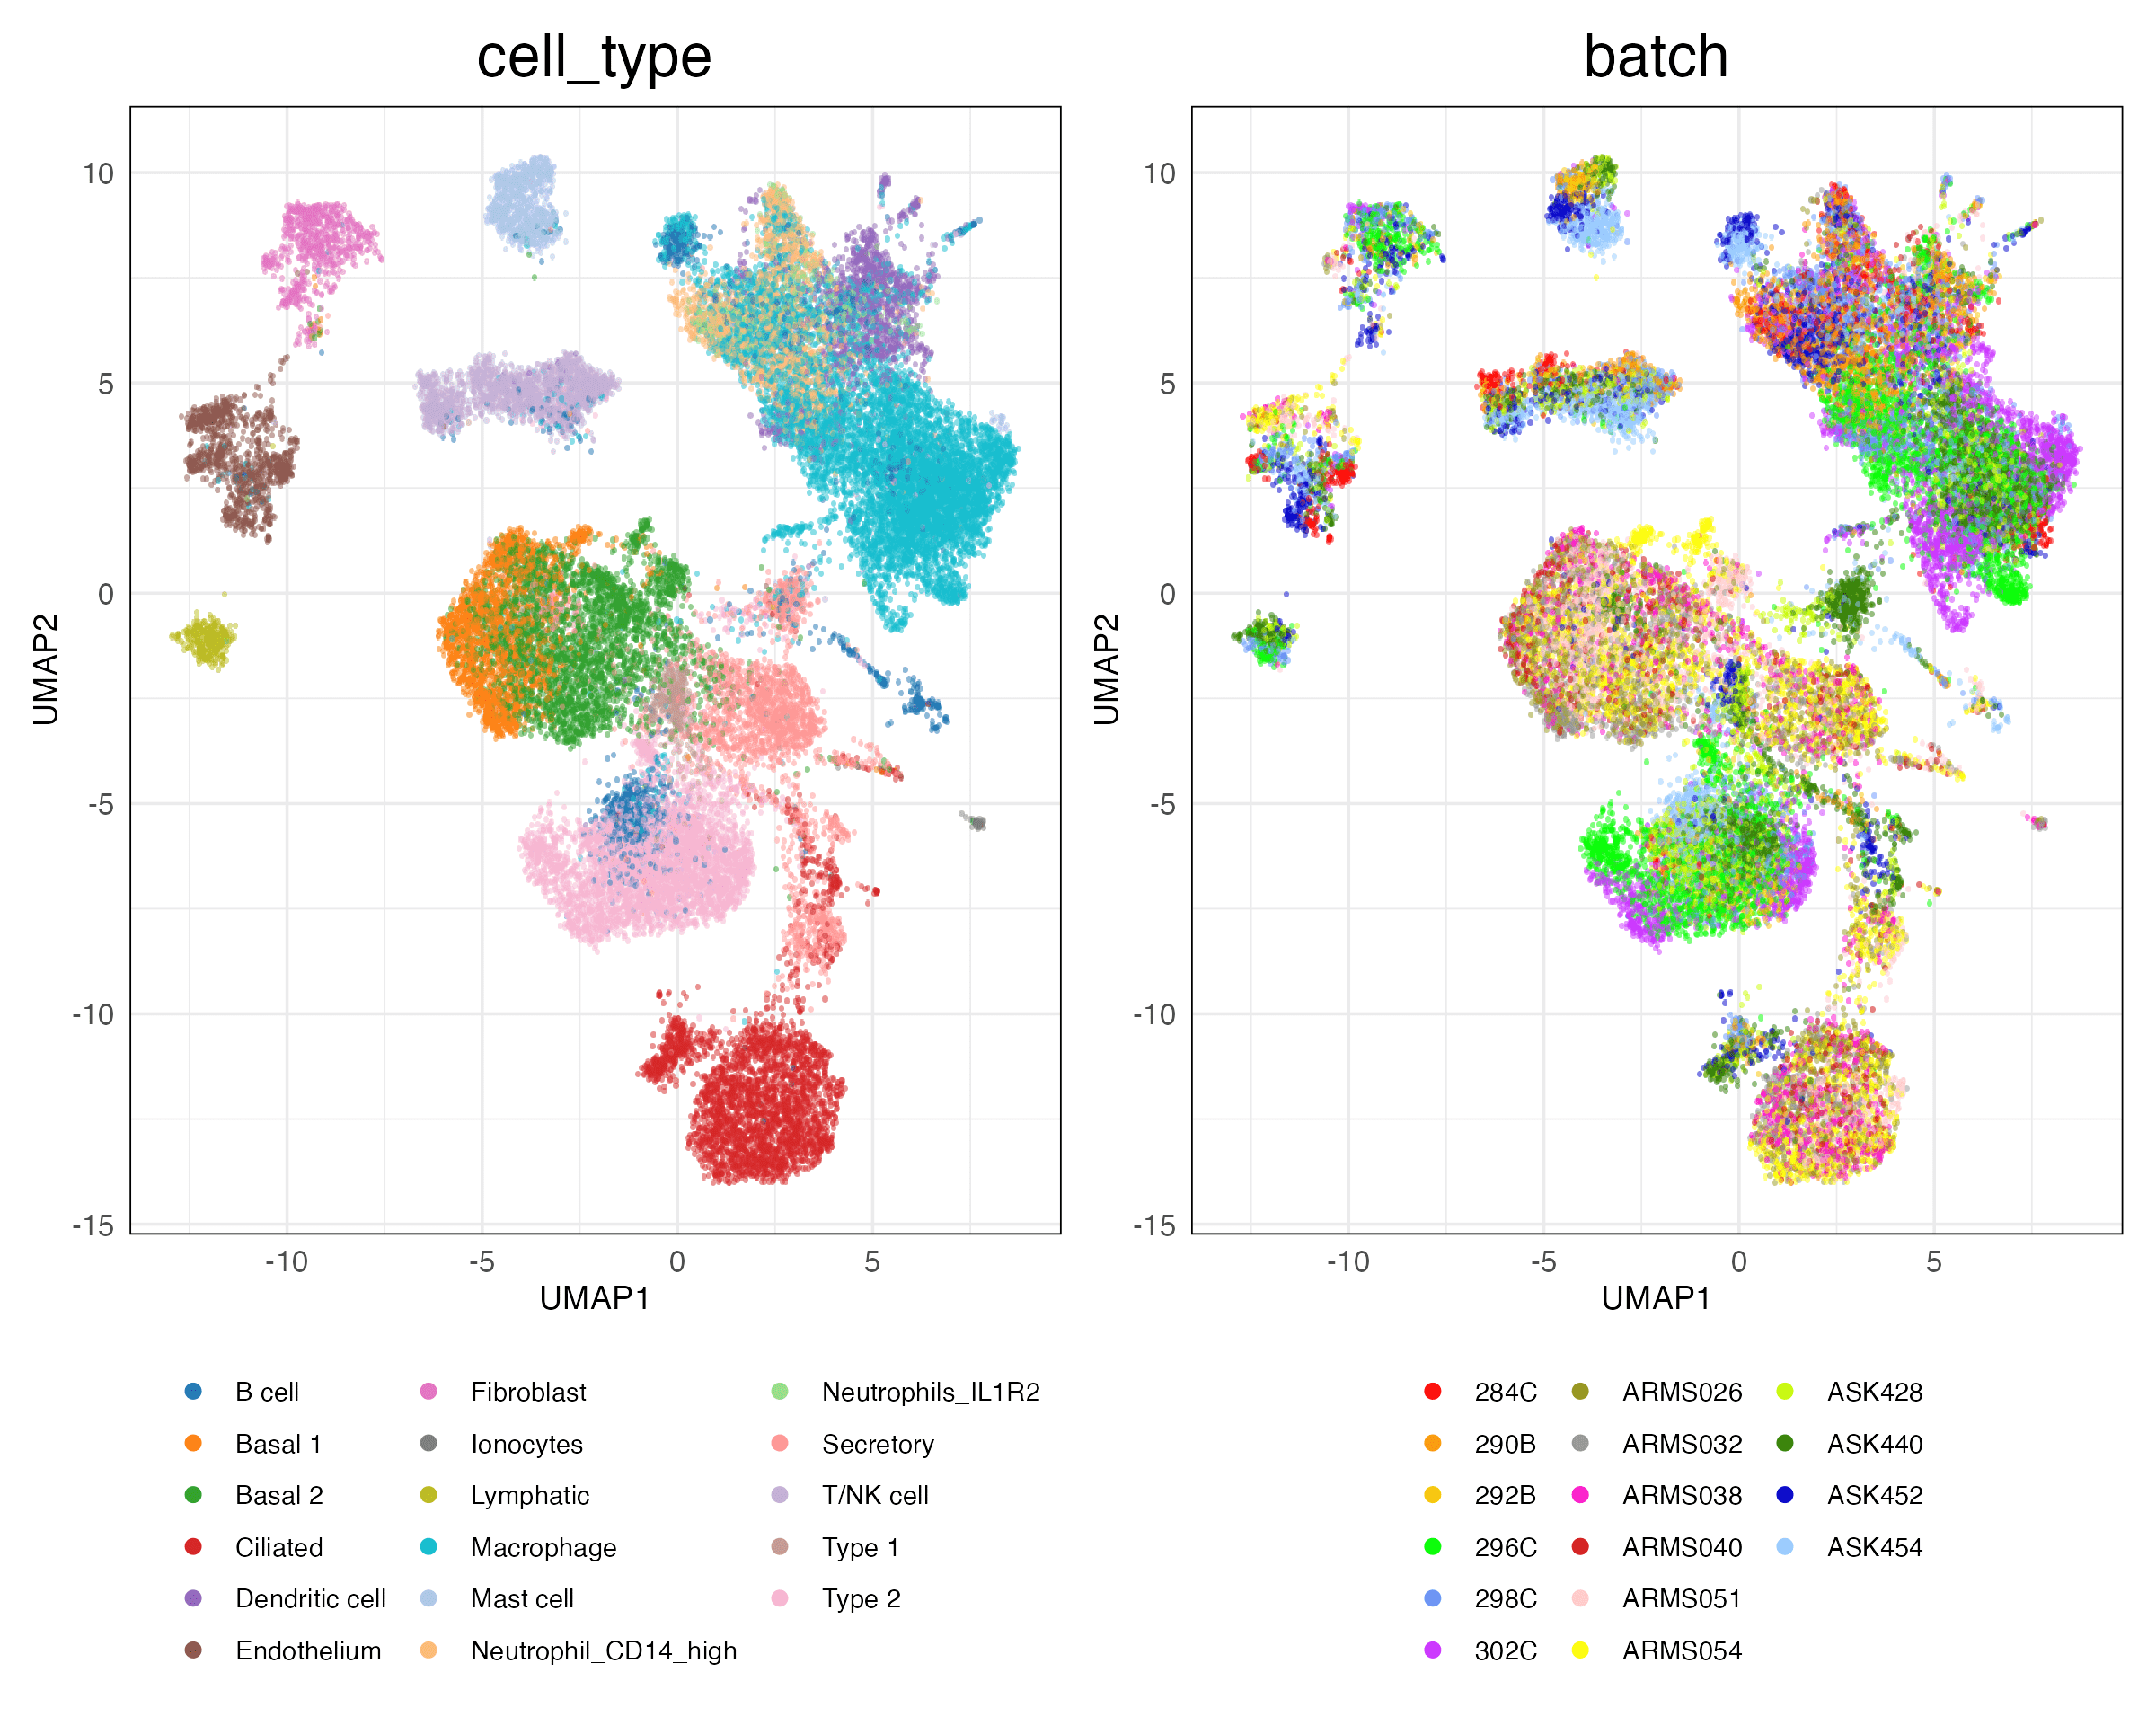 cell_type
10
5
0
-5
-10
-15
UMAP2
-10 -5 0 5
UMAP1
B cell Fibroblast Neutrophils_IL1R2
Basal 1 Ionocytes Secretory
Basal 2 Lymphatic T/NK cell
Ciliated Macrophage Type 1
Dendritic cell Mast cell Type 2
Endothelium Neutrophil_CD14_high
batch
10
5
0
-5
-10
-15
UMAP2
-10 -5 0 5
UMAP1
284C ARMS026 ASK428
290B ARMS032 ASK440
292B ARMS038 ASK452
296C ARMS040 ASK454
298C ARMS051
302C ARMS054